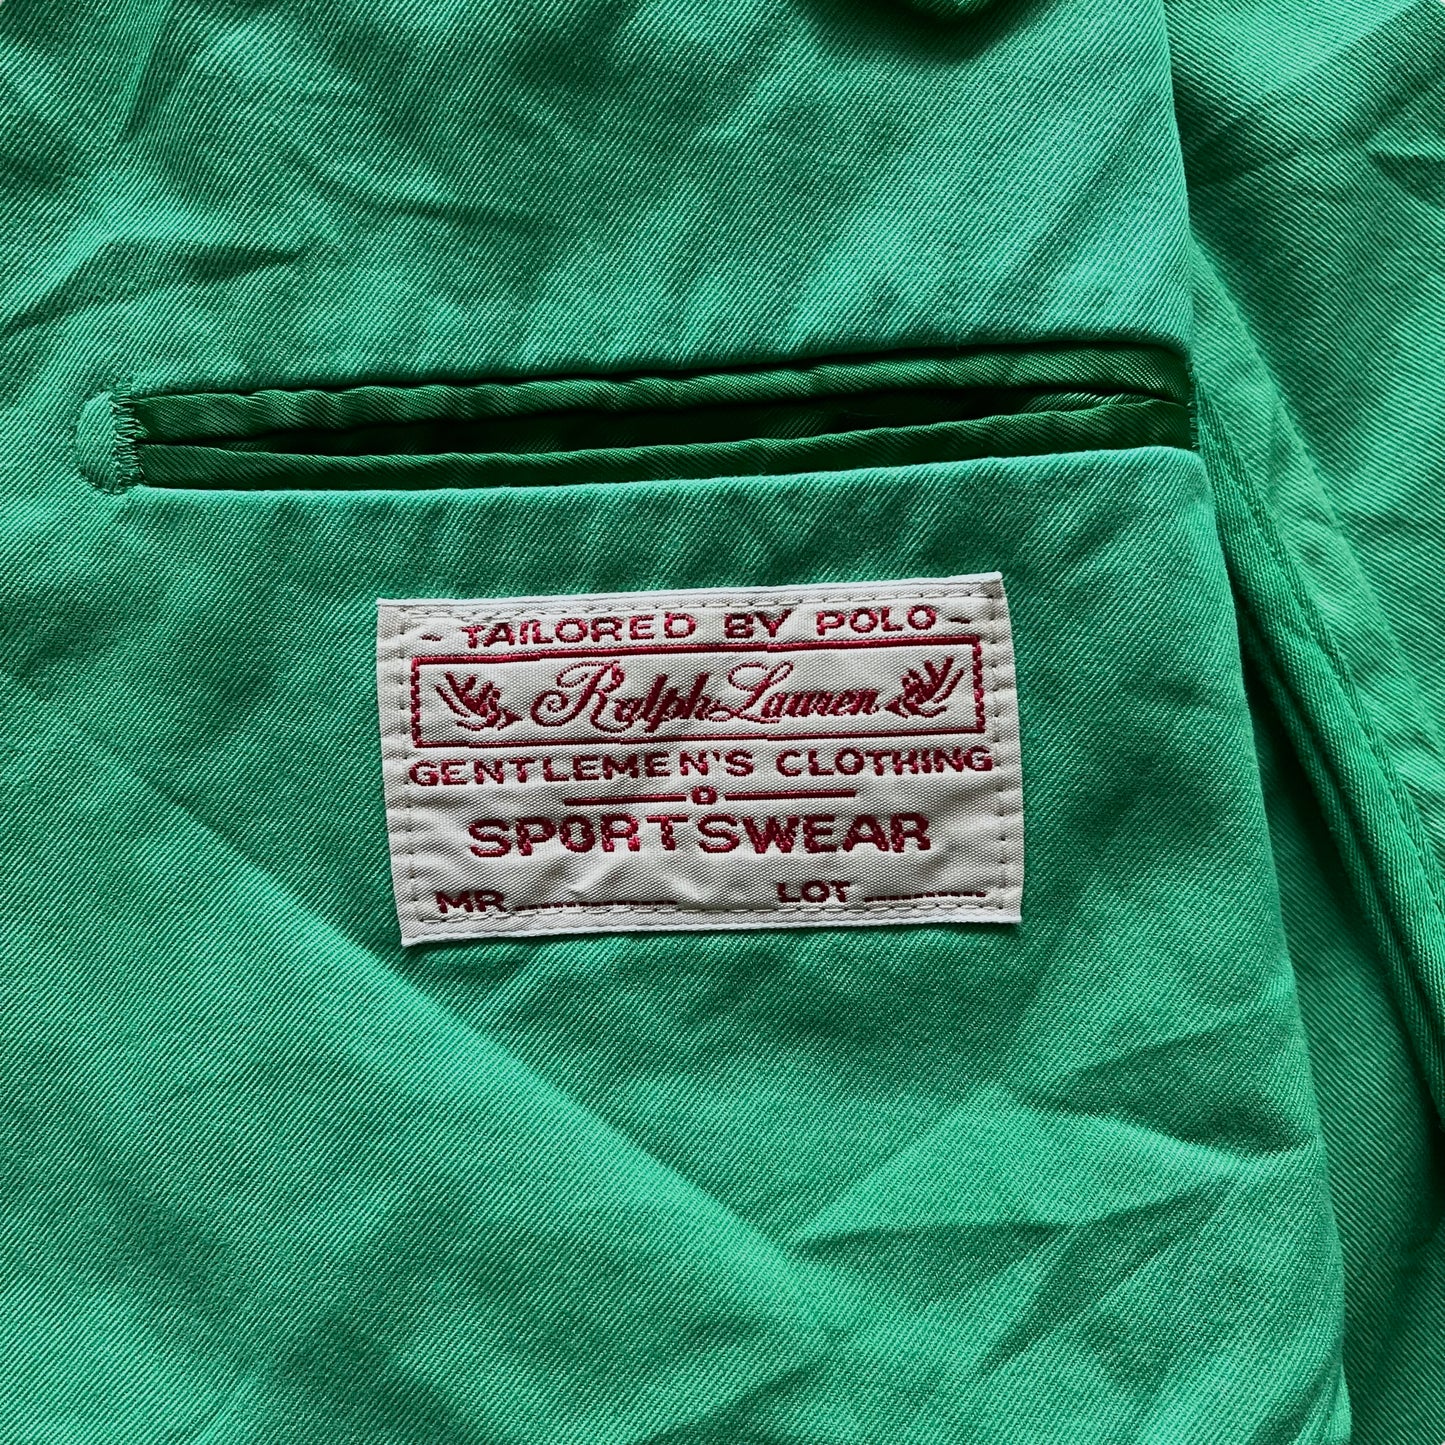 TAILORED BY POLO
Ralph Lauren
GENTLEMEN'S CLOTHING
D
SPORTSWEAR
MR LOT